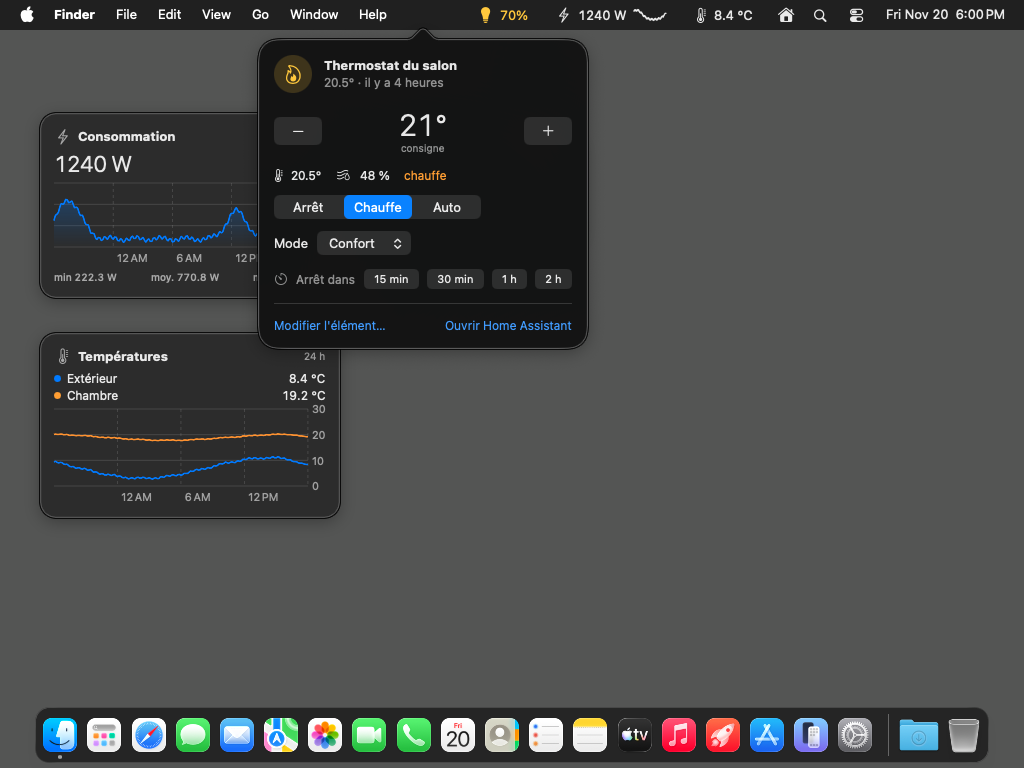 Finder File Edit View Go Window Help 70% 1240 W 8.4 °C Fri Nov 20 6:00 PM
Thermostat du salon
20.5° · il y a 4 heures
− 21° +
consigne
20.5° 48 % chauffe
Arrêt Chauffe Auto
Mode Confort
Arrêt dans 15 min 30 min 1 h 2 h
Modifier l'élément… Ouvrir Home Assistant
Consommation
1240 W
12 AM 6 AM
min 222.3 W moy. 770.8 W
Températures 24 h
Extérieur 8.4 °C
Chambre 19.2 °C
30
20
10
0
12 AM 6 AM 12 PM
Fri
20
tv